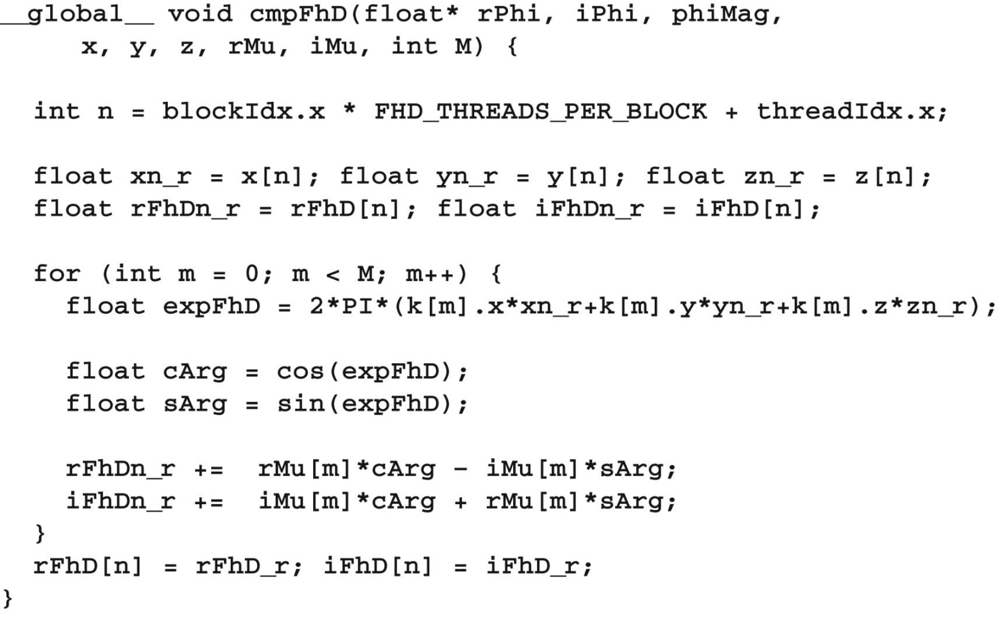 __global__ void cmpFhD(float* rPhi, iPhi, phiMag,
     x, y, z, rMu, iMu, int M) {

  int n = blockIdx.x * FHD_THREADS_PER_BLOCK + threadIdx.x;

  float xn_r = x[n]; float yn_r = y[n]; float zn_r = z[n];
  float rFhDn_r = rFhD[n]; float iFhDn_r = iFhD[n];

  for (int m = 0; m < M; m++) {
    float expFhD = 2*PI*(k[m].x*xn_r+k[m].y*yn_r+k[m].z*zn_r);

    float cArg = cos(expFhD);
    float sArg = sin(expFhD);

    rFhDn_r +=  rMu[m]*cArg – iMu[m]*sArg;
    iFhDn_r +=  iMu[m]*cArg + rMu[m]*sArg;
  }
  rFhD[n] = rFhD_r; iFhD[n] = iFhD_r;
}